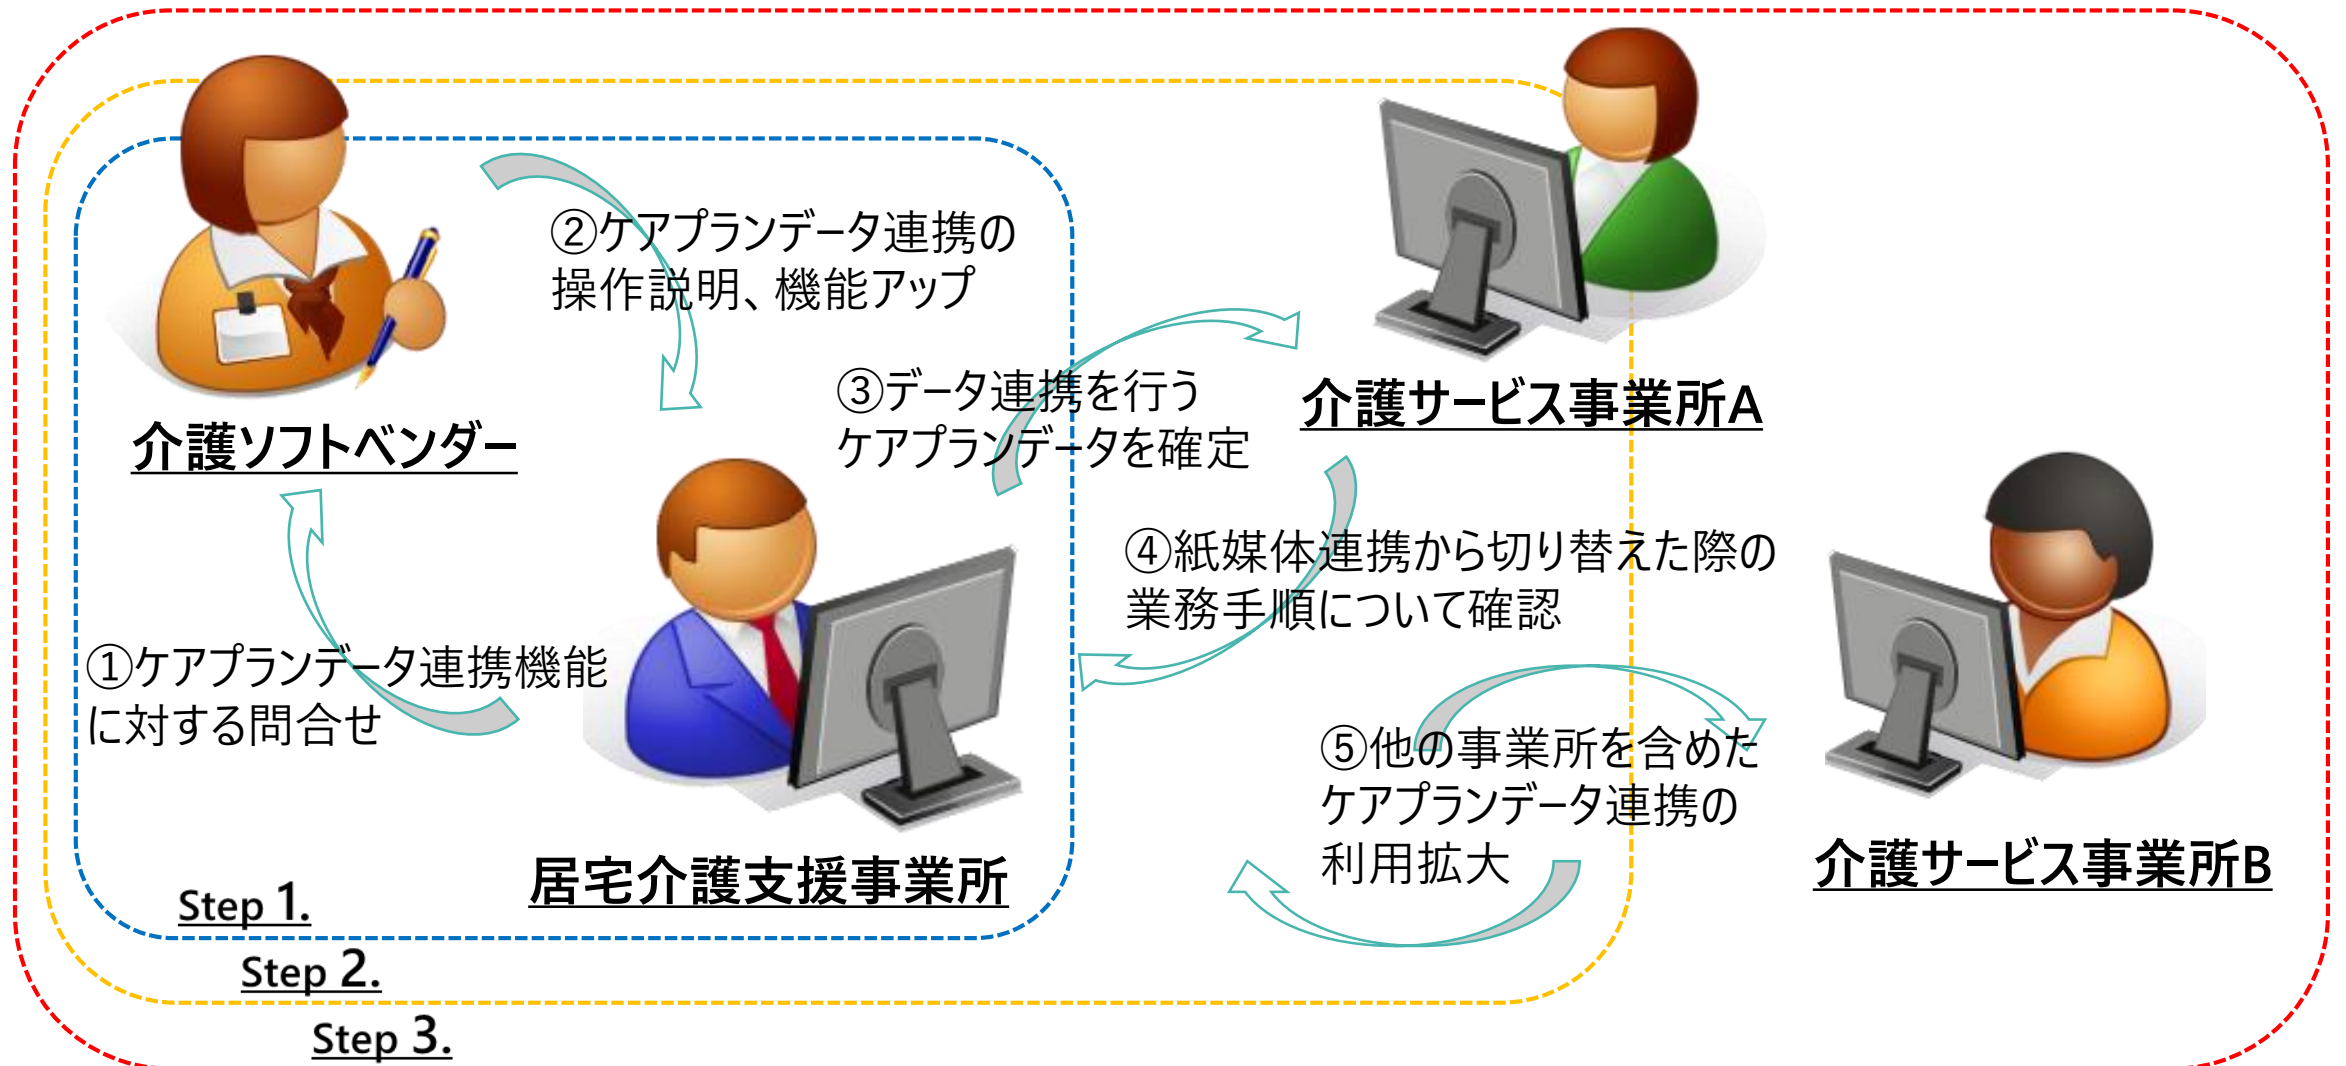 ②ケアプランデータ連携の
操作説明、機能アップ
③データ連携を行う
ケアプランデータを確定
介護サービス事業所A
介護ソフトベンダー
④紙媒体連携から切り替えた際の
業務手順について確認
①ケアプランデータ連携機能
に対する問合せ
⑤他の事業所を含めた
ケアプランデータ連携の
利用拡大
居宅介護支援事業所
介護サービス事業所B
Step 1.
Step 2.
Step 3.